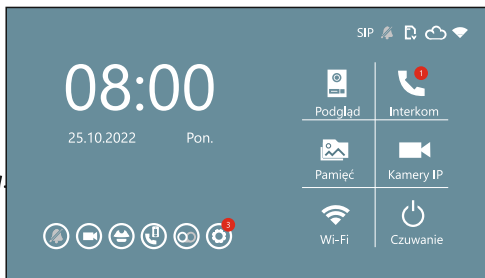 SIP
08:00
25.10.2022 Pon.
1
Podgląd Interkom
Pamięć Kamery IP
3
Wi-Fi Czuwanie